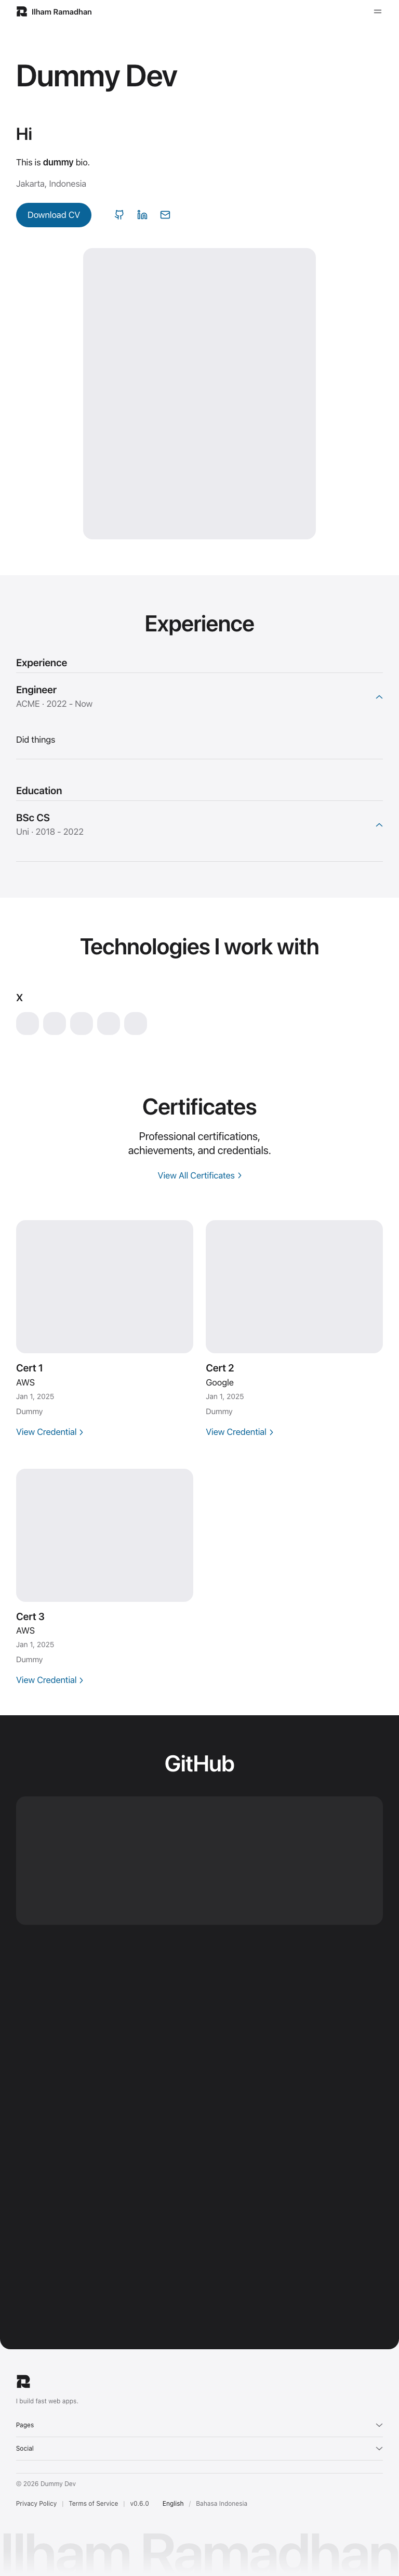 Ilham Ramadhan
Dummy Dev
Hi
This is dummy bio.
Jakarta, Indonesia
Download CV
Experience
Experience
Engineer
ACME · 2022 - Now
Did things
Education
BSc CS
Uni · 2018 - 2022
Technologies I work with
X
Certificates
Professional certifications,
achievements, and credentials.
View All Certificates
Cert 1
AWS
Jan 1, 2025
Dummy
View Credential
Cert 2
Google
Jan 1, 2025
Dummy
View Credential
Cert 3
AWS
Jan 1, 2025
Dummy
View Credential
GitHub
I build fast web apps.
Pages
Social
© 2026 Dummy Dev
Privacy Policy | Terms of Service | v0.6.0 English / Bahasa Indonesia
Ilham Ramadhan